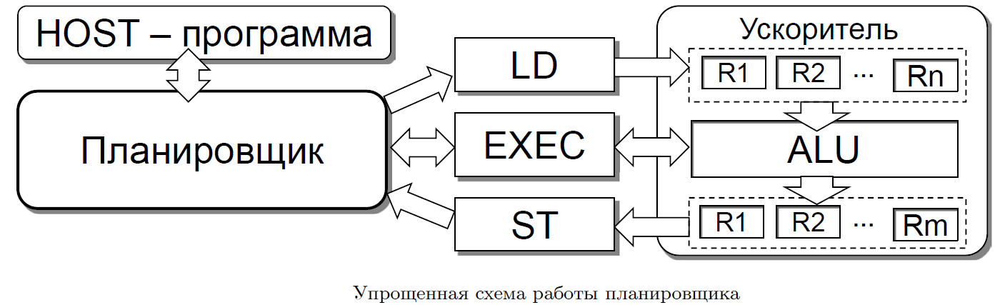 HOST – программа
Планировщик
LD
EXEC
ST
Ускоритель
R1 R2 ... Rn
ALU
R1 R2 ... Rm
Упрощенная схема работы планировщика